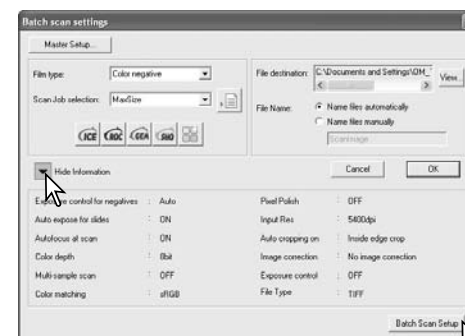 Batch scan settings
Master Setup...
Film type: Color negative
Scan Job selection: MaxSize
ICE ROC GEM
File destination: C:\Documents and Settings\OM_ View...
File Name: Name files automatically
Name files manually
Scanimage
Hide Information
Cancel OK
Exposure control for negatives : Auto
Auto expose for slides : ON
Autofocus at scan : ON
Color depth : 8bit
Multi-sample scan : OFF
Color matching : sRGB
Pixel Polish : OFF
Input Res : 5400dpi
Auto cropping on : Inside edge crop
Image correction : No image correction
Exposure control : OFF
File Type : TIFF
Batch Scan Setup